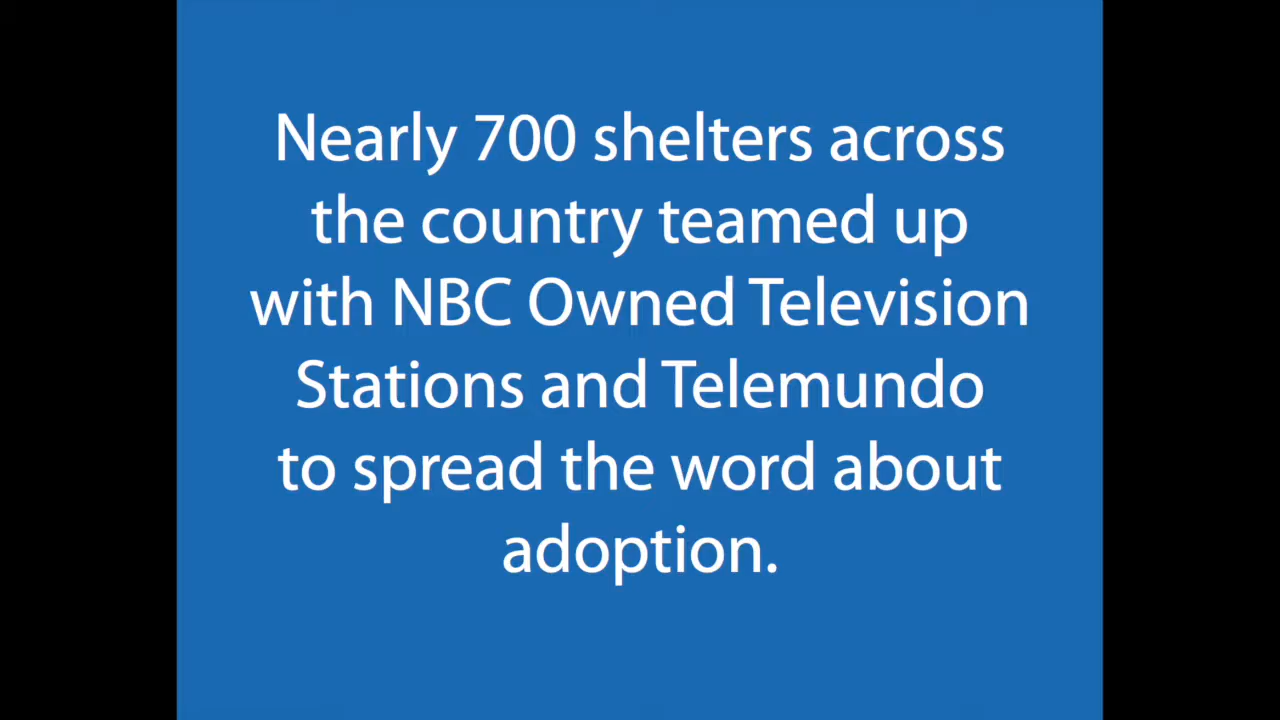 Nearly 700 shelters across
the country teamed up
with NBC Owned Television
Stations and Telemundo
to spread the word about
adoption.